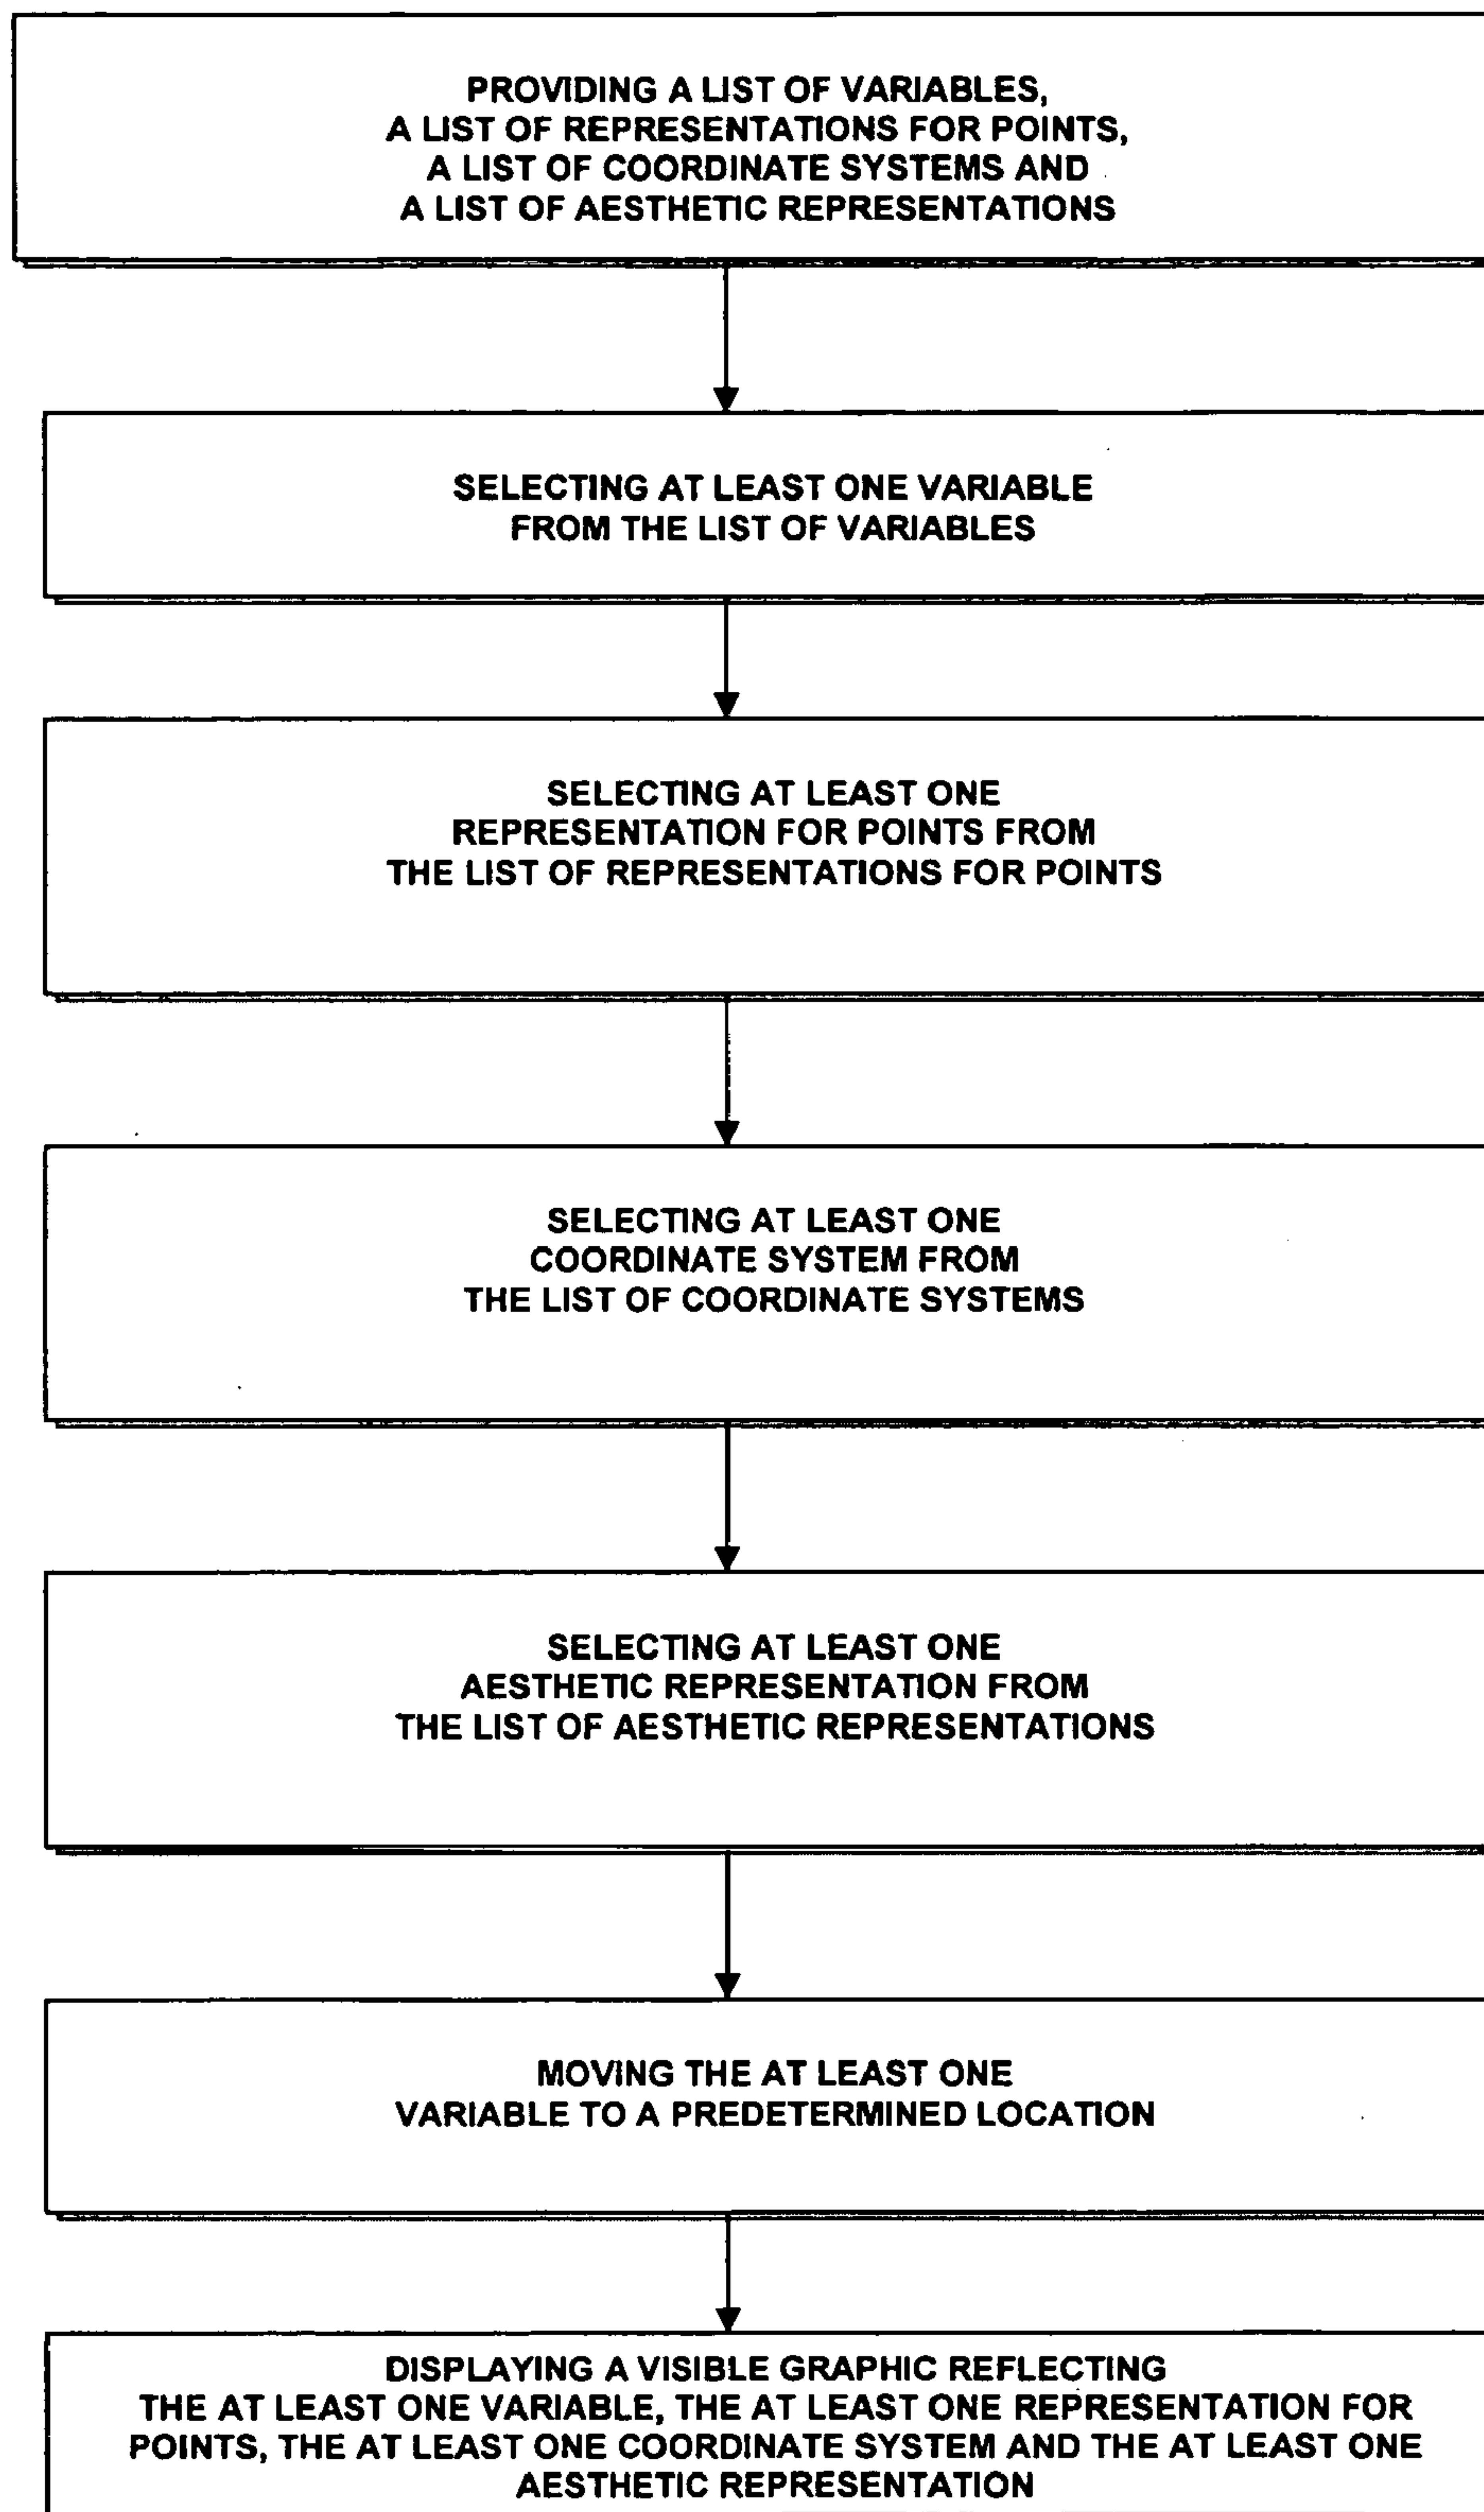 PROVIDING A LIST OF VARIABLES,
A LIST OF REPRESENTATIONS FOR POINTS,
A LIST OF COORDINATE SYSTEMS AND
A LIST OF AESTHETIC REPRESENTATIONS
SELECTING AT LEAST ONE VARIABLE
FROM THE LIST OF VARIABLES
SELECTING AT LEAST ONE
REPRESENTATION FOR POINTS FROM
THE LIST OF REPRESENTATIONS FOR POINTS
SELECTING AT LEAST ONE
COORDINATE SYSTEM FROM
THE LIST OF COORDINATE SYSTEMS
SELECTING AT LEAST ONE
AESTHETIC REPRESENTATION FROM
THE LIST OF AESTHETIC REPRESENTATIONS
MOVING THE AT LEAST ONE
VARIABLE TO A PREDETERMINED LOCATION
DISPLAYING A VISIBLE GRAPHIC REFLECTING
THE AT LEAST ONE VARIABLE, THE AT LEAST ONE REPRESENTATION FOR
POINTS, THE AT LEAST ONE COORDINATE SYSTEM AND THE AT LEAST ONE
AESTHETIC REPRESENTATION